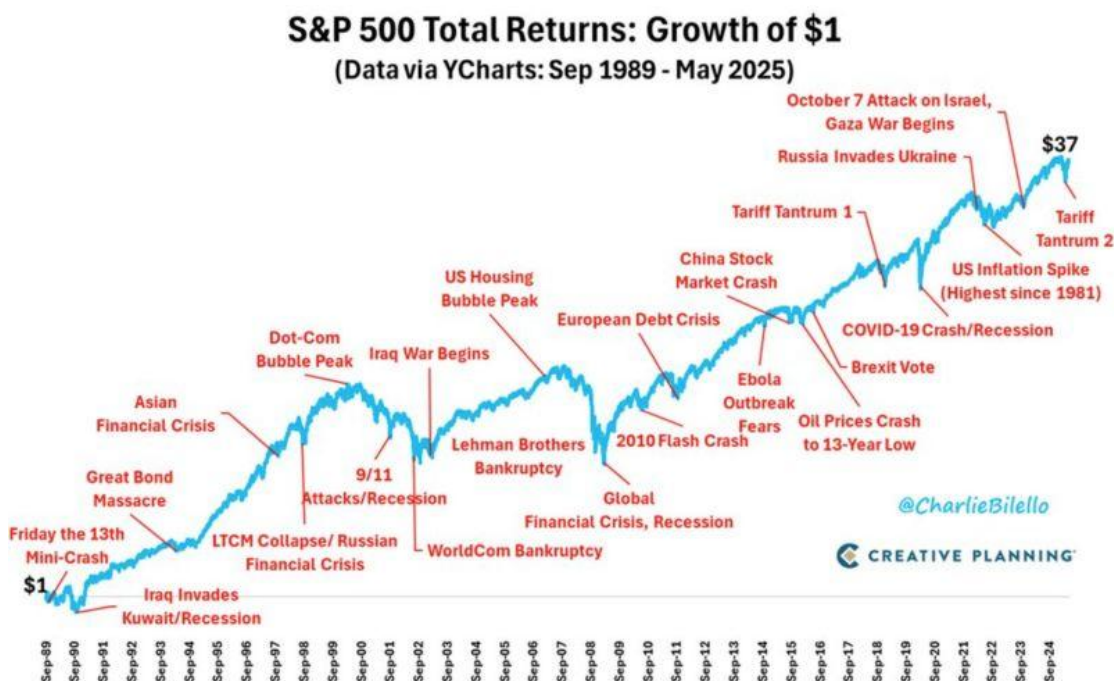 S&P 500 Total Returns: Growth of $1
(Data via YCharts: Sep 1989 - May 2025)
October 7 Attack on Israel,
Gaza War Begins
$37
Russia Invades Ukraine
Tariff Tantrum 1
Tariff
Tantrum 2
China Stock
Market Crash
US Inflation Spike
(Highest since 1981)
US Housing
Bubble Peak
European Debt Crisis
COVID-19 Crash/Recession
Dot-Com
Bubble Peak
Iraq War Begins
Brexit Vote
Ebola
Outbreak
Fears
Asian
Financial Crisis
Oil Prices Crash
to 13-Year Low
Lehman Brothers
Bankruptcy
2010 Flash Crash
9/11
Attacks/Recession
Great Bond
Massacre
Global
Financial Crisis, Recession
@CharlieBilello
Friday the 13th
Mini-Crash
LTCM Collapse/ Russian
Financial Crisis
WorldCom Bankruptcy
CREATIVE PLANNING
$1
Iraq Invades
Kuwait/Recession
Sep-89
Sep-90
Sep-91
Sep-92
Sep-93
Sep-94
Sep-95
Sep-96
Sep-97
Sep-98
Sep-99
Sep-00
Sep-01
Sep-02
Sep-03
Sep-04
Sep-05
Sep-06
Sep-07
Sep-08
Sep-09
Sep-10
Sep-11
Sep-12
Sep-13
Sep-14
Sep-15
Sep-16
Sep-17
Sep-18
Sep-19
Sep-20
Sep-21
Sep-22
Sep-23
Sep-24